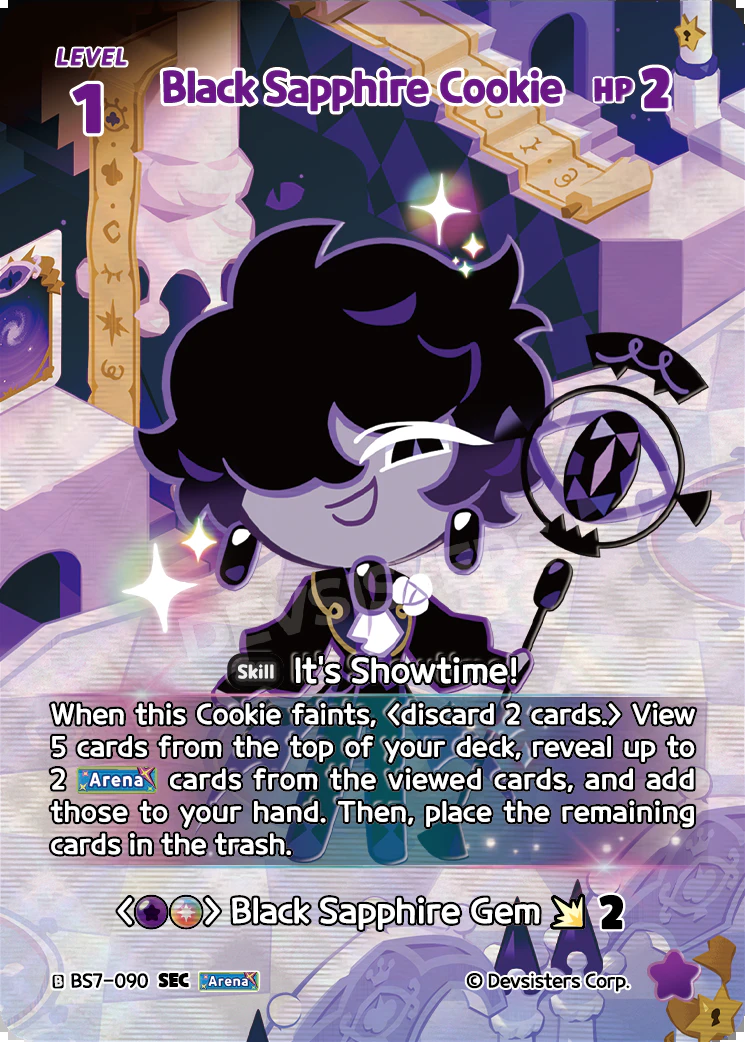 LEVEL
1
Black Sapphire Cookie
HP 2
DEVSISTERS
Skill It's Showtime!
When this Cookie faints, <discard 2 cards.> View
5 cards from the top of your deck, reveal up to
2 Arena cards from the viewed cards, and add
those to your hand. Then, place the remaining
cards in the trash.
< > Black Sapphire Gem 2
B BS7-090 SEC Arena
© Devsisters Corp.